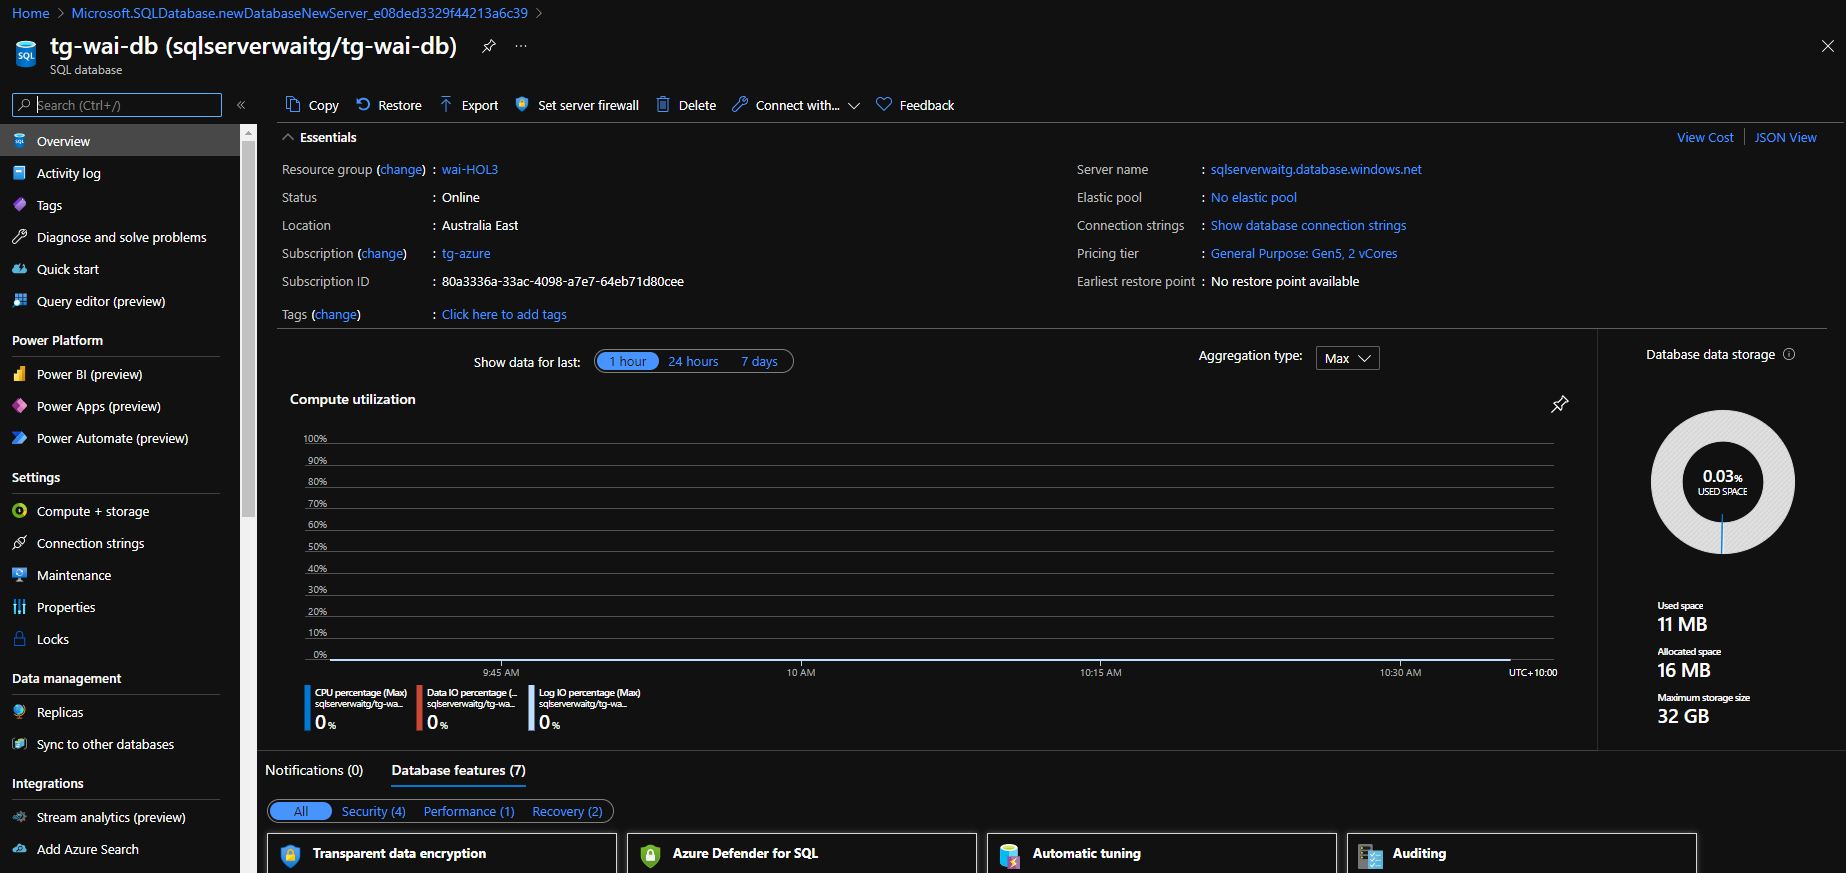 Home > Microsoft.SQLDatabase.newDatabaseNewServer_e08ded3329f44213a6c39 >
tg-wai-db (sqlserverwaitg/tg-wai-db)
SQL database
Search (Ctrl+/)
Overview
Activity log
Tags
Diagnose and solve problems
Quick start
Query editor (preview)
Power Platform
Power BI (preview)
Power Apps (preview)
Power Automate (preview)
Settings
Compute + storage
Connection strings
Maintenance
Properties
Locks
Data management
Replicas
Sync to other databases
Integrations
Stream analytics (preview)
Add Azure Search
Copy Restore Export Set server firewall Delete Connect with... Feedback
Essentials
View Cost JSON View
Resource group (change) : wai-HOL3
Status : Online
Location : Australia East
Subscription (change) : tg-azure
Subscription ID : 80a3336a-33ac-4098-a7e7-64eb71d80cee
Tags (change) : Click here to add tags
Server name : sqlserverwaitg.database.windows.net
Elastic pool : No elastic pool
Connection strings : Show database connection strings
Pricing tier : General Purpose: Gen5, 2 vCores
Earliest restore point : No restore point available
Show data for last: 1 hour 24 hours 7 days
Aggregation type: Max
Compute utilization
100%
90%
80%
70%
60%
50%
40%
30%
20%
10%
0%
9:45 AM 10 AM 10:15 AM 10:30 AM UTC+10:00
CPU percentage (Max)
sqlserverwaitg/tg-wa...
0 %
Data IO percentage (...
sqlserverwaitg/tg-wa...
0 %
Log IO percentage (Max)
sqlserverwaitg/tg-wa...
0 %
Database data storage
0.03%
USED SPACE
Used space
11 MB
Allocated space
16 MB
Maximum storage size
32 GB
Notifications (0) Database features (7)
All Security (4) Performance (1) Recovery (2)
Transparent data encryption
Azure Defender for SQL
Automatic tuning
Auditing